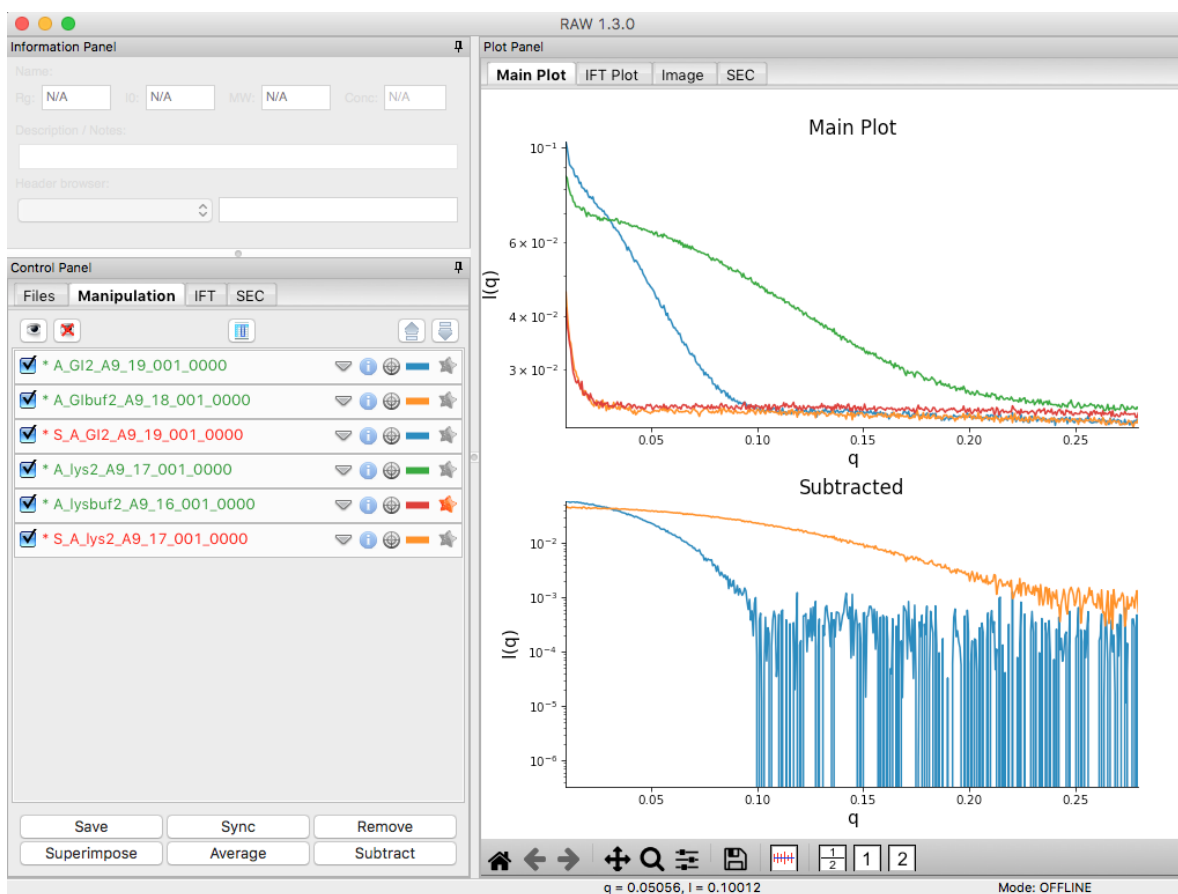 RAW 1.3.0
Information Panel
Name:
Rg: N/A I0: N/A MW: N/A Conc: N/A
Description / Notes:
Header browser:
Control Panel
Files Manipulation IFT SEC
* A_GI2_A9_19_001_0000
* A_GIbuf2_A9_18_001_0000
* S_A_GI2_A9_19_001_0000
* A_lys2_A9_17_001_0000
* A_lysbuf2_A9_16_001_0000
* S_A_lys2_A9_17_001_0000
Save Sync Remove
Superimpose Average Subtract
Plot Panel
Main Plot IFT Plot Image SEC
Main Plot
10⁻¹
6 × 10⁻²
4 × 10⁻²
3 × 10⁻²
I(q)
0.05 0.10 0.15 0.20 0.25
q
Subtracted
10⁻²
10⁻³
10⁻⁴
10⁻⁵
10⁻⁶
I(q)
0.05 0.10 0.15 0.20 0.25
q
1 2 1 2
q = 0.05056, I = 0.10012 Mode: OFFLINE